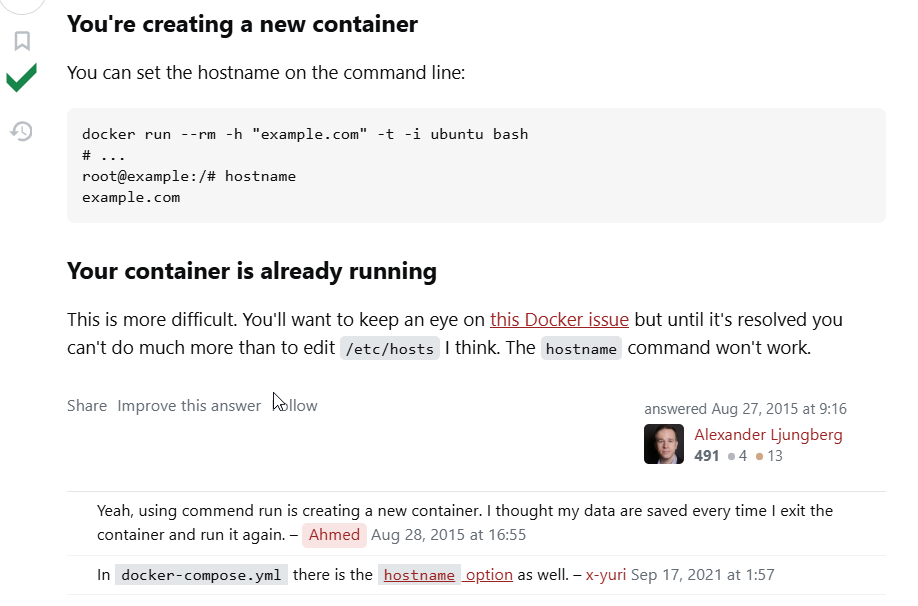 You're creating a new container
You can set the hostname on the command line:
docker run --rm -h "example.com" -t -i ubuntu bash
# ...
root@example:/# hostname
example.com
Your container is already running
This is more difficult. You'll want to keep an eye on this Docker issue but until it's resolved you
can't do much more than to edit /etc/hosts I think. The hostname command won't work.
Share Improve this answer Follow
answered Aug 27, 2015 at 9:16
Alexander Ljungberg
491 4 13
Yeah, using commend run is creating a new container. I thought my data are saved every time I exit the
container and run it again. – Ahmed Aug 28, 2015 at 16:55
In docker-compose.yml there is the hostname option as well. – x-yuri Sep 17, 2021 at 1:57